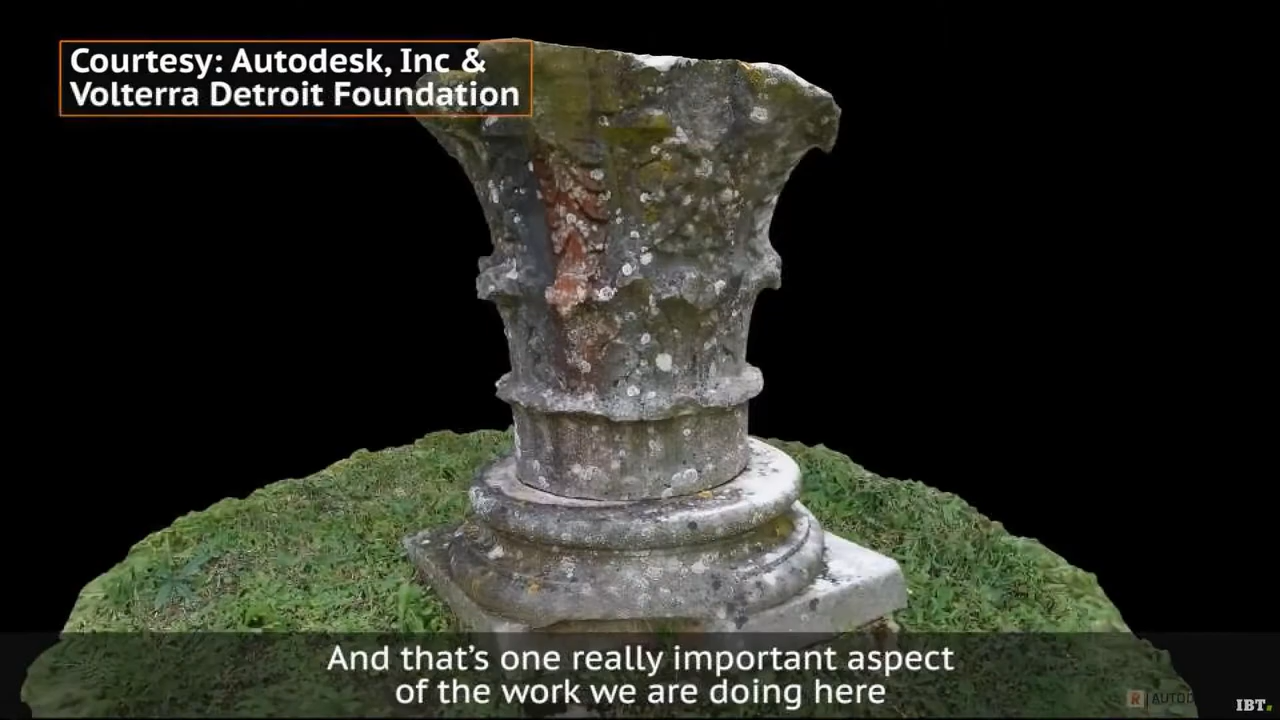 Courtesy: Autodesk, Inc &
Volterra Detroit Foundation
And that's one really important aspect
of the work we are doing here
R
IBT.